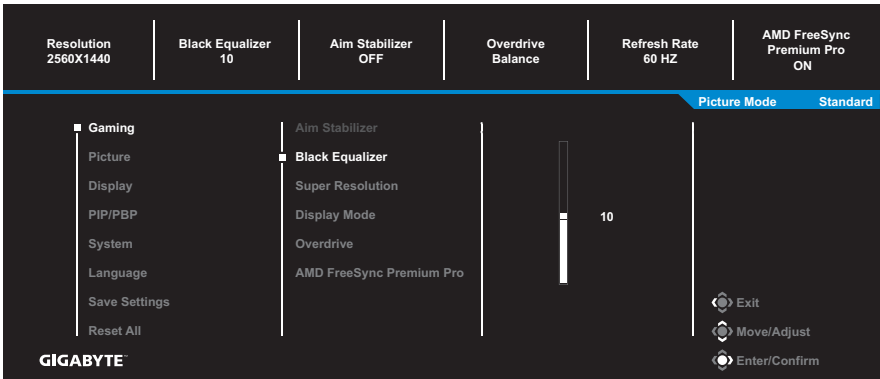 Resolution
2560X1440
Black Equalizer
10
Aim Stabilizer
OFF
Overdrive
Balance
Refresh Rate
60 HZ
AMD FreeSync
Premium Pro
ON
Picture Mode Standard
Gaming
Picture
Display
PIP/PBP
System
Language
Save Settings
Reset All
Aim Stabilizer
Black Equalizer
Super Resolution
Display Mode
Overdrive
AMD FreeSync Premium Pro
10
Exit
Move/Adjust
Enter/Confirm
GIGABYTE™